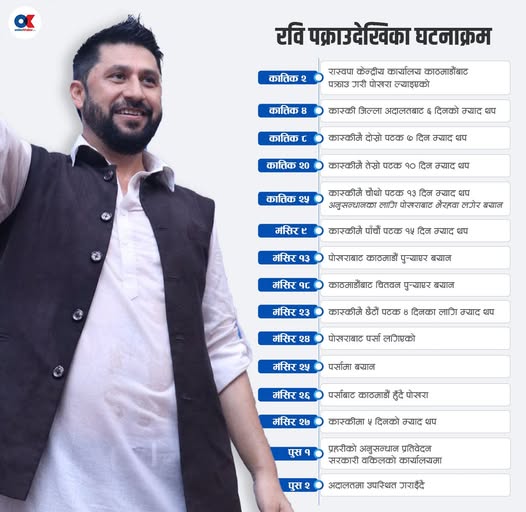 OK
रवि पक्राउदेखिका घटनाक्रम
कात्तिक २
रास्वपा केन्द्रीय कार्यालय काठमाडौंबाट
पक्राउ गरी पोखरा ल्याइएको
कात्तिक ४
कास्की जिल्ला अदालतबाट ६ दिनको म्याद थप
कात्तिक ८
कास्कीमै दोस्रो पटक ७ दिन म्याद थप
कात्तिक २०
कास्कीमै तेस्रो पटक १० दिन म्याद थप
कात्तिक २५
कास्कीमै चौथो पटक १३ दिन म्याद थप
अनुसन्धानका लागि पोखराबाट भैरहवा लगेर बयान
मंसिर ९
कास्कीमै पाँचौं पटक १५ दिन म्याद थप
मंसिर १३
पोखराबाट काठमाडौं पुर्‍याएर बयान
मंसिर १८
काठमाडौंबाट चितवन पुर्‍याएर बयान
मंसिर २३
कास्कीमै छैटौं पटक ४ दिनका लागि म्याद थप
मंसिर २४
पोखराबाट पर्सा लगिएको
मंसिर २५
पर्सामा बयान
मंसिर २६
पर्साबाट काठमाडौं हुँदै पोखरा
मंसिर २७
कास्कीमा ५ दिनको म्याद थप
पुस १
प्रहरीको अनुसन्धान प्रतिवेदन
सरकारी वकिलको कार्यालयमा
पुस २
अदालतमा उपस्थित गराइँदै